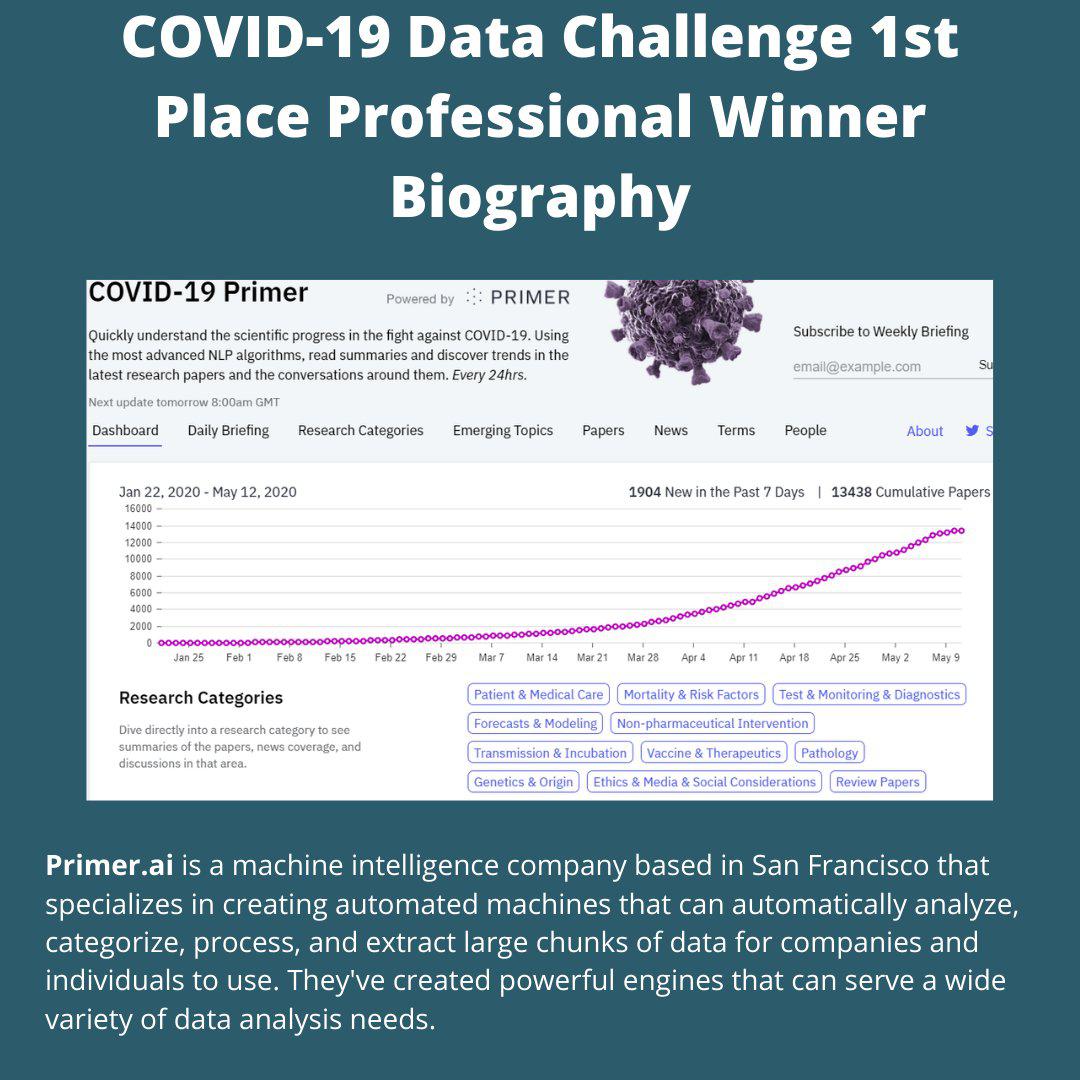 COVID-19 Data Challenge 1st
Place Professional Winner
Biography
COVID-19 Primer
Powered by PRIMER
Quickly understand the scientific progress in the fight against COVID-19. Using
the most advanced NLP algorithms, read summaries and discover trends in the
latest research papers and the conversations around them. Every 24hrs.
Next update tomorrow 8:00am GMT
Subscribe to Weekly Briefing
email@example.com Su
Dashboard Daily Briefing Research Categories Emerging Topics Papers News Terms People About S
Jan 22, 2020 - May 12, 2020
1904 New in the Past 7 Days | 13438 Cumulative Papers
16000
14000
12000
10000
8000
6000
4000
2000
0
Jan 25 Feb 1 Feb 8 Feb 15 Feb 22 Feb 29 Mar 7 Mar 14 Mar 21 Mar 28 Apr 4 Apr 11 Apr 18 Apr 25 May 2 May 9
Research Categories
Dive directly into a research category to see
summaries of the papers, news coverage, and
discussions in that area.
Patient & Medical Care Mortality & Risk Factors Test & Monitoring & Diagnostics
Forecasts & Modeling Non-pharmaceutical Intervention
Transmission & Incubation Vaccine & Therapeutics Pathology
Genetics & Origin Ethics & Media & Social Considerations Review Papers
Primer.ai is a machine intelligence company based in San Francisco that
specializes in creating automated machines that can automatically analyze,
categorize, process, and extract large chunks of data for companies and
individuals to use. They've created powerful engines that can serve a wide
variety of data analysis needs.